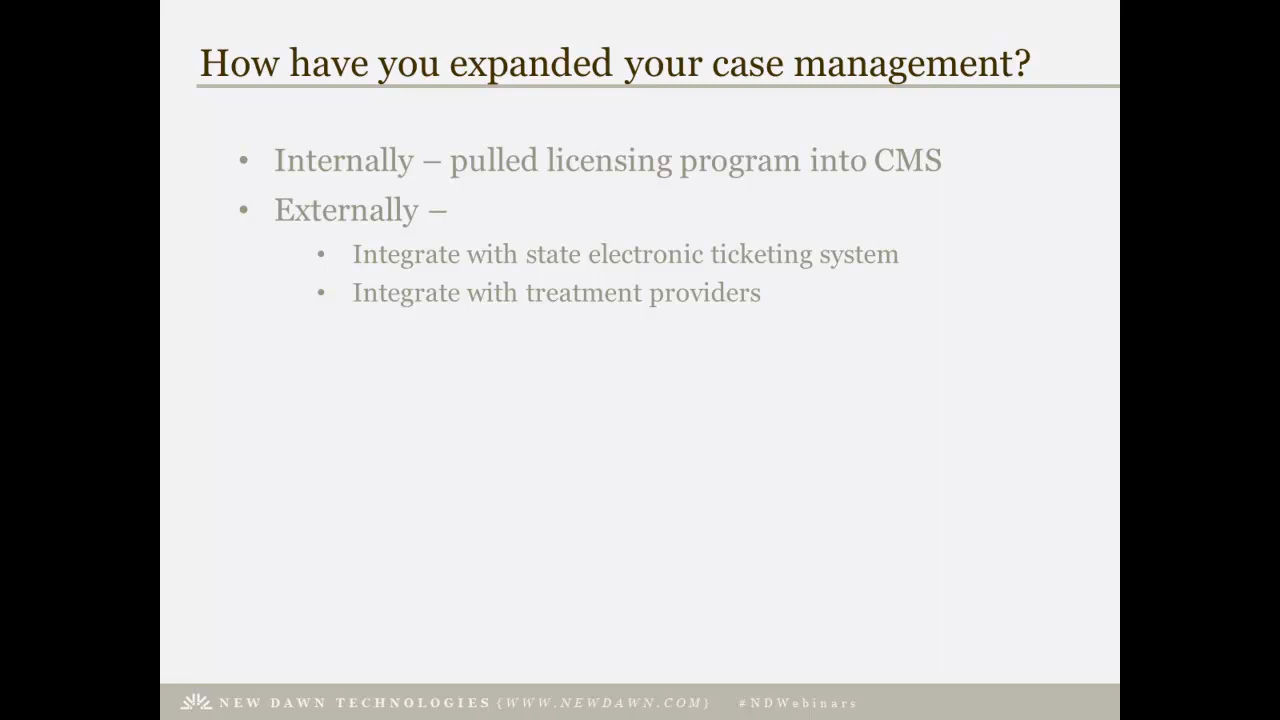 How have you expanded your case management?
• Internally – pulled licensing program into CMS
• Externally –
• Integrate with state electronic ticketing system
• Integrate with treatment providers
NEW DAWN TECHNOLOGIES {WWW.NEWDAWN.COM} #NDWebinars